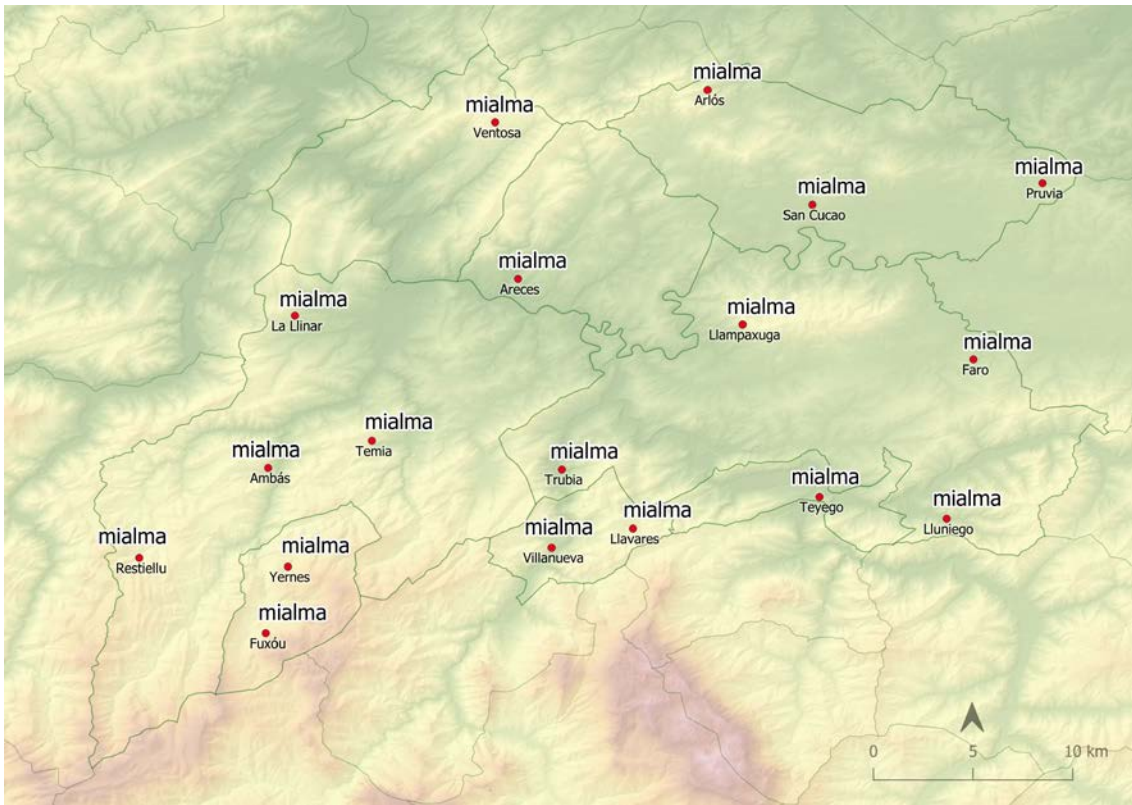 mialma
Arlós
mialma
Ventosa
mialma
Pruvia
mialma
San Cucao
mialma
Areces
mialma
La Llinar
mialma
Llampaxuga
mialma
Faro
mialma
Temia
mialma
Ambás
mialma
Trubia
mialma
Teyego
mialma
Lluniego
mialma
Llavares
mialma
Villanueva
mialma
Restiellu
mialma
Yernes
mialma
Fuxóu
0 5 10 km